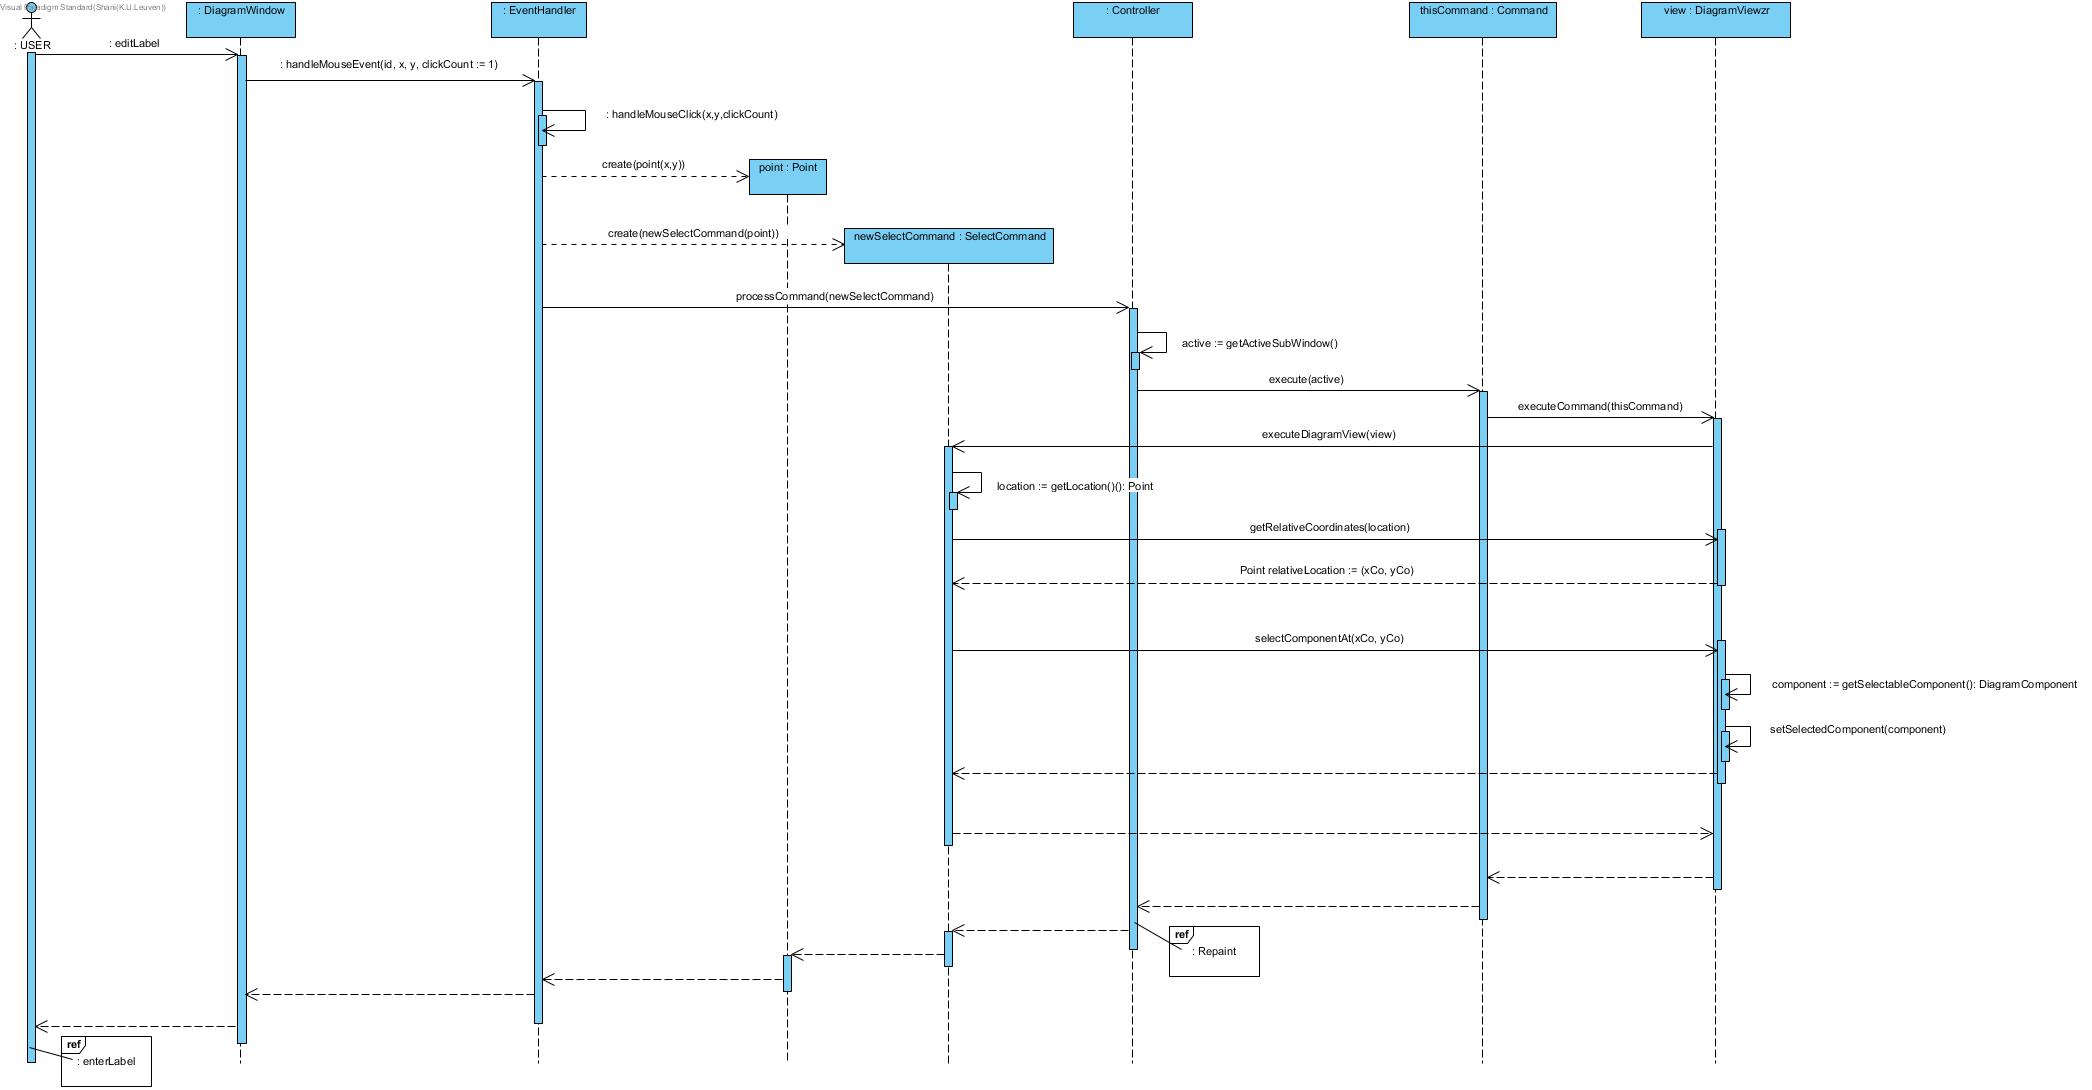 Visual Paradigm Standard(Shani(K.U.Leuven))
: USER
: DiagramWindow
: EventHandler
: Controller
thisCommand : Command
view : DiagramViewzr
: editLabel
: handleMouseEvent(id, x, y, clickCount := 1)
: handleMouseClick(x,y,clickCount)
create(point(x,y))
point : Point
create(newSelectCommand(point))
newSelectCommand : SelectCommand
processCommand(newSelectCommand)
active := getActiveSubWindow()
execute(active)
executeCommand(thisCommand)
executeDiagramView(view)
location := getLocation()(): Point
getRelativeCoordinates(location)
Point relativeLocation := (xCo, yCo)
selectComponentAt(xCo, yCo)
component := getSelectableComponent(): DiagramComponent
setSelectedComponent(component)
ref
: Repaint
ref
: enterLabel